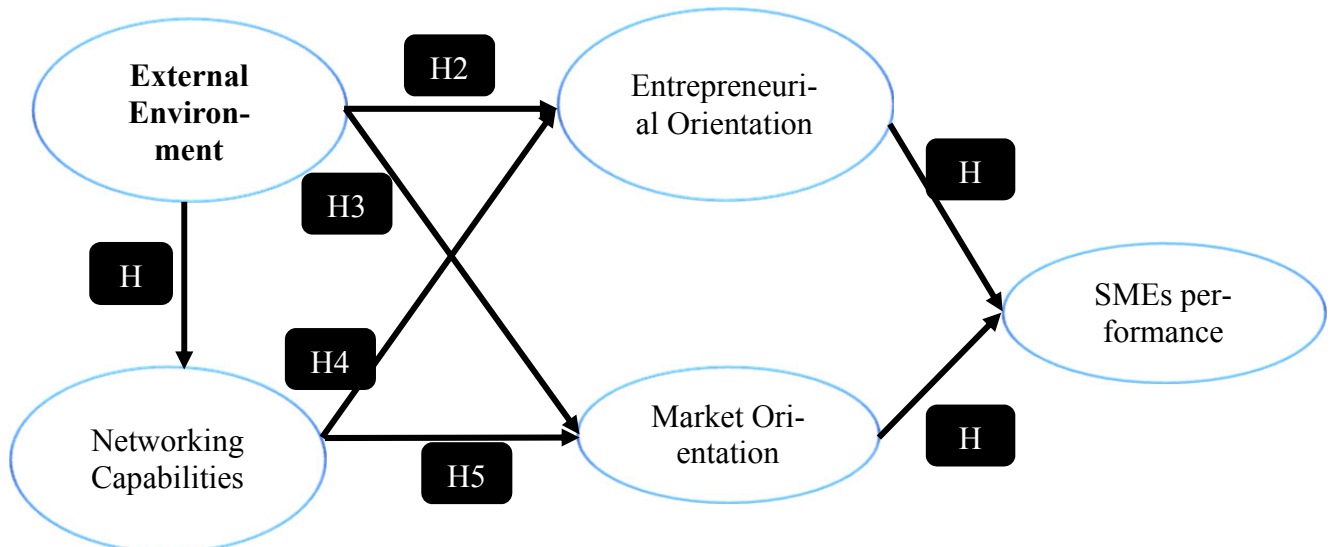 External
Environ-
ment
H2
Entrepreneuri-
al Orientation
H
H3
H
SMEs per-
formance
H4
Networking
Capabilities
H5
Market Ori-
entation
H